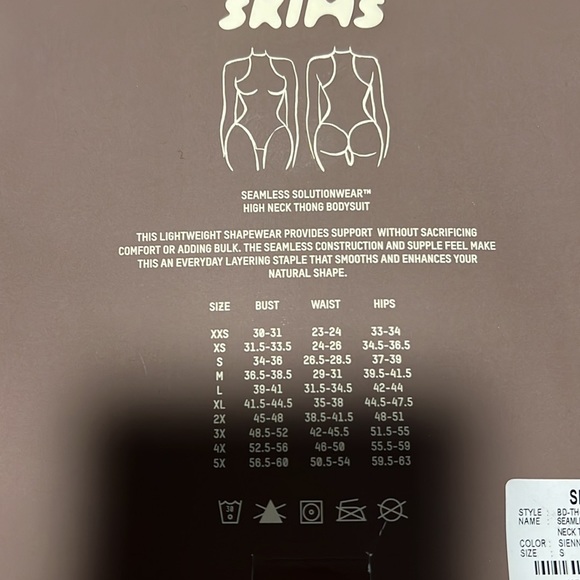 SKIMS
SEAMLESS SOLUTIONWEAR™
HIGH NECK THONG BODYSUIT
THIS LIGHTWEIGHT SHAPEWEAR PROVIDES SUPPORT WITHOUT SACRIFICING
COMFORT OR ADDING BULK. THE SEAMLESS CONSTRUCTION AND SUPPLE FEEL MAKE
THIS AN EVERYDAY LAYERING STAPLE THAT SMOOTHS AND ENHANCES YOUR
NATURAL SHAPE.
SIZE BUST WAIST HIPS
XXS 30-31 23-24 33-34
XS 31.5-33.5 24-26 34.5-36.5
S 34-36 26.5-28.5 37-39
M 36.5-38.5 29-31 39.5-41.5
L 39-41 31.5-34.5 42-44
XL 41.5-44.5 35-38 44.5-47.5
2X 45-48 38.5-41.5 48-51
3X 48.5-52 42-45.5 51.5-55
4X 52.5-56 46-50 55.5-59
5X 56.5-60 50.5-54 59.5-63
30
STYLE : BD-TH
NAME : SEAML
NECK T
COLOR : SIENN
SIZE : S